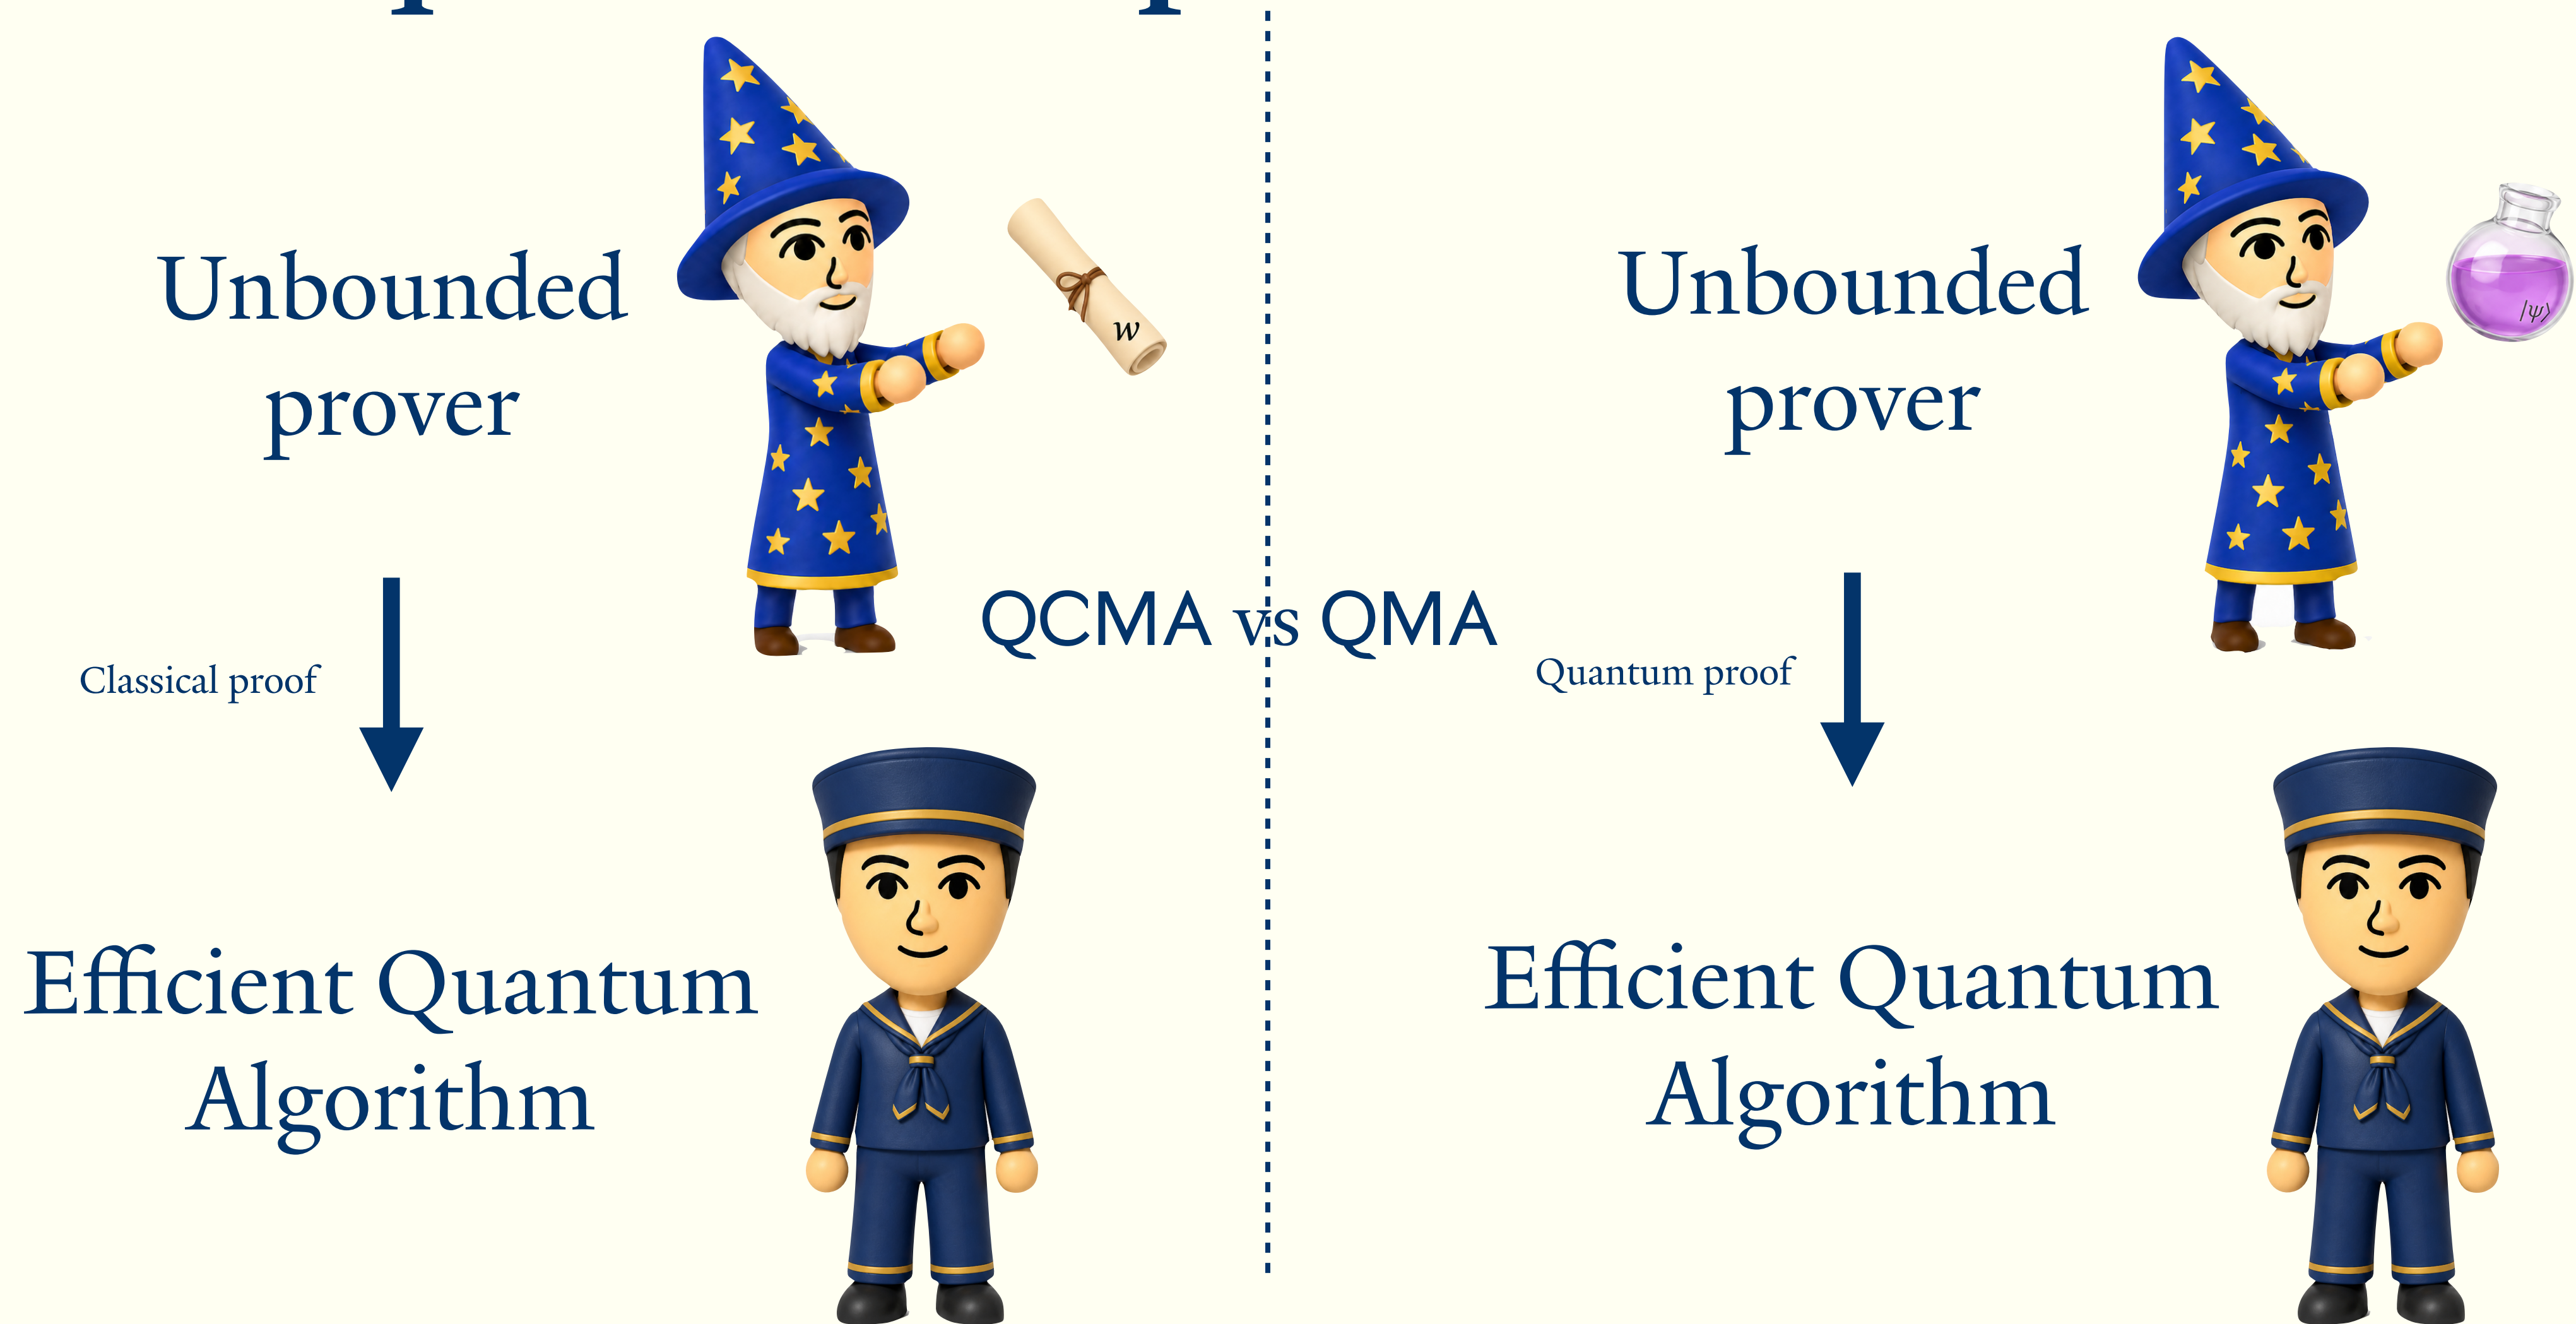 Unbounded
prover
w
Classical proof
Efficient Quantum
Algorithm
QCMA vs QMA
Unbounded
prover
|ψ⟩
Quantum proof
Efficient Quantum
Algorithm